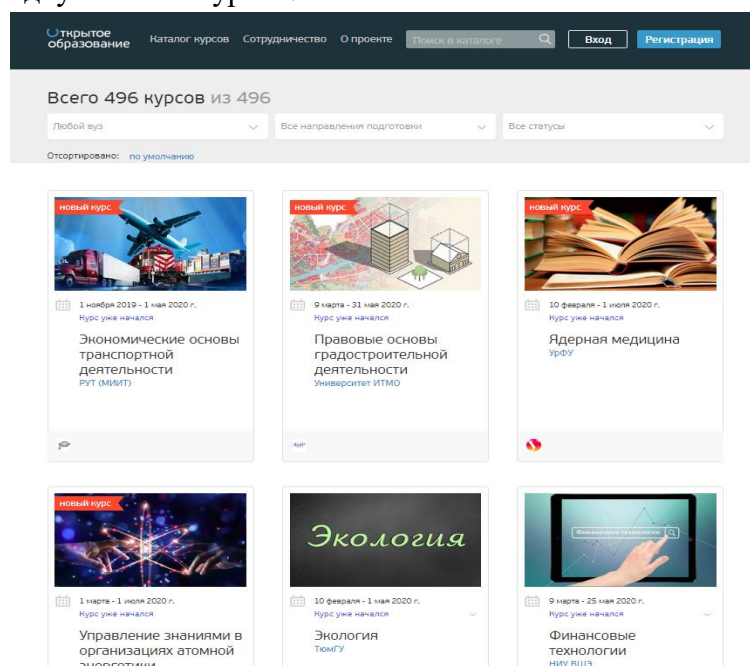 Открытое
образование
Каталог курсов Сотрудничество О проекте Поиск в каталоге Вход Регистрация
Всего 496 курсов из 496
Любой вуз Все направления подготовки Все статусы
Отсортировано: по умолчанию
новый курс
1 ноября 2019 - 1 мая 2020 г.
Курс уже начался
Экономические основы
транспортной
деятельности
РУТ (МИИТ)
новый курс
9 марта - 31 мая 2020 г.
Курс уже начался
Правовые основы
градостроительной
деятельности
Университет ИТМО
новый курс
10 февраля - 1 июля 2020 г.
Курс уже начался
Ядерная медицина
УрФУ
новый курс
1 марта - 1 июля 2020 г.
Курс уже начался
Управление знаниями в
организациях атомной
энергетики
Экология
10 февраля - 1 мая 2020 г.
Курс уже начался
Экология
ТюмГУ
Финансовые технологии
9 марта - 25 мая 2020 г.
Курс уже начался
Финансовые
технологии
НИУ ВШЭ